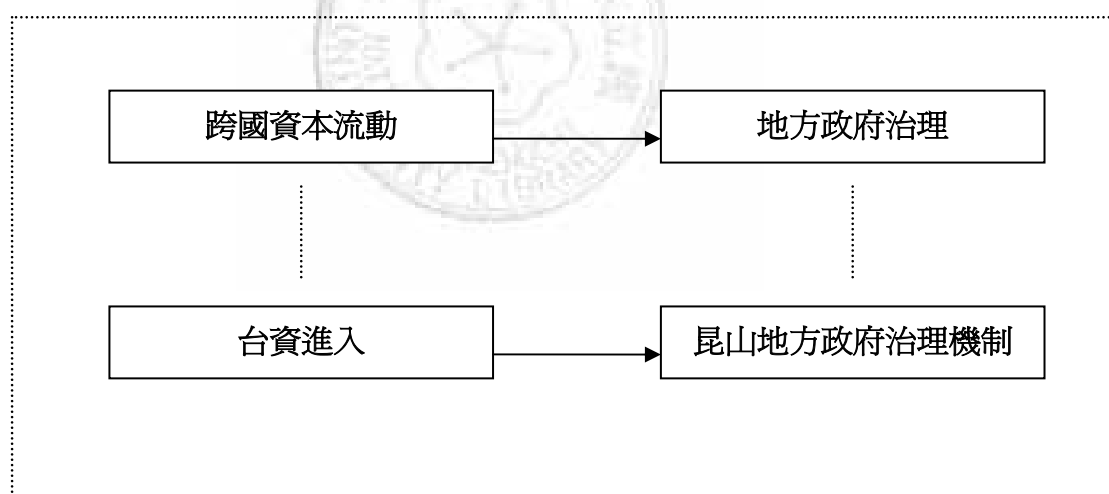 跨國資本流動
地方政府治理
台資進入
昆山地方政府治理機制